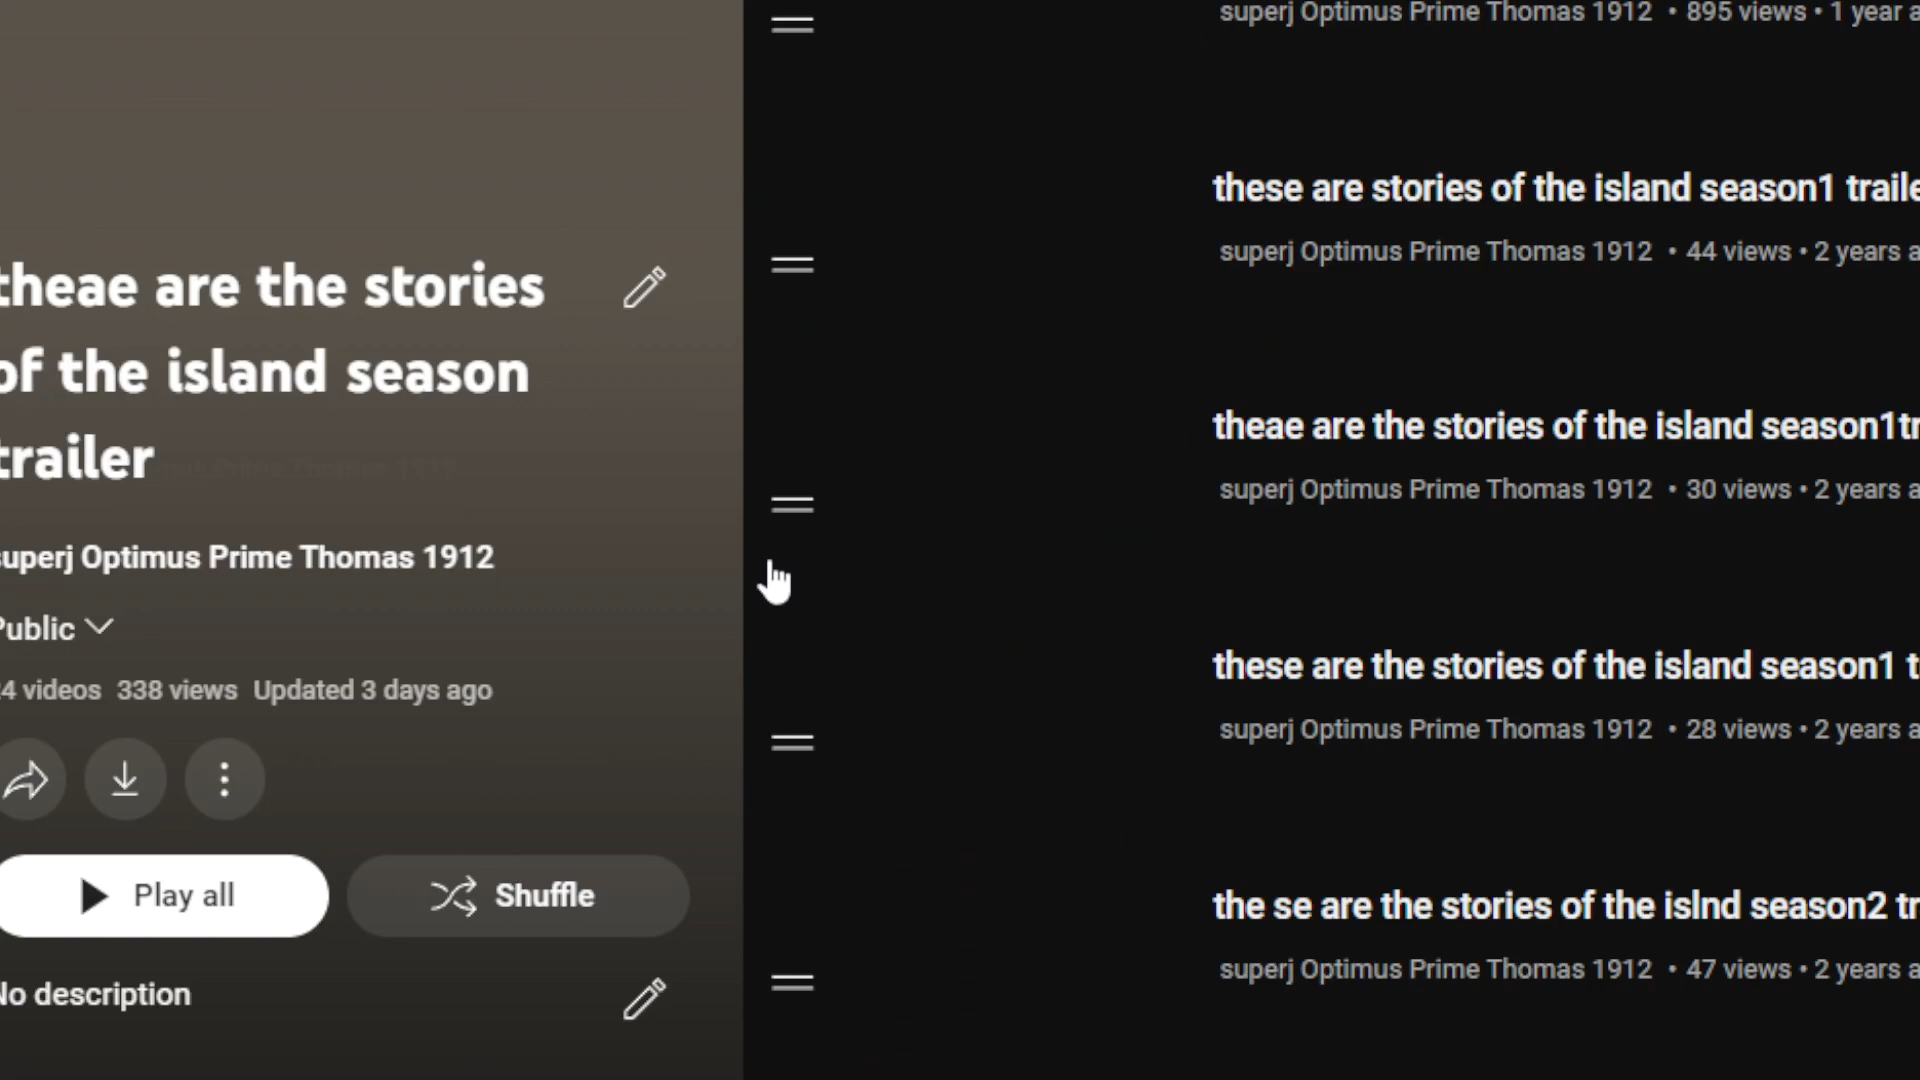 theae are the stories
of the island season
trailer
superj Optimus Prime Thomas 1912
Public
4 videos 338 views Updated 3 days ago
Play all
Shuffle
No description
superj Optimus Prime Thomas 1912 • 895 views • 1 year a
these are stories of the island season1 traile
superj Optimus Prime Thomas 1912 • 44 views • 2 years a
theae are the stories of the island season1tr
superj Optimus Prime Thomas 1912 • 30 views • 2 years a
these are the stories of the island season1 t
superj Optimus Prime Thomas 1912 • 28 views • 2 years a
the se are the stories of the islnd season2 tr
superj Optimus Prime Thomas 1912 • 47 views • 2 years a